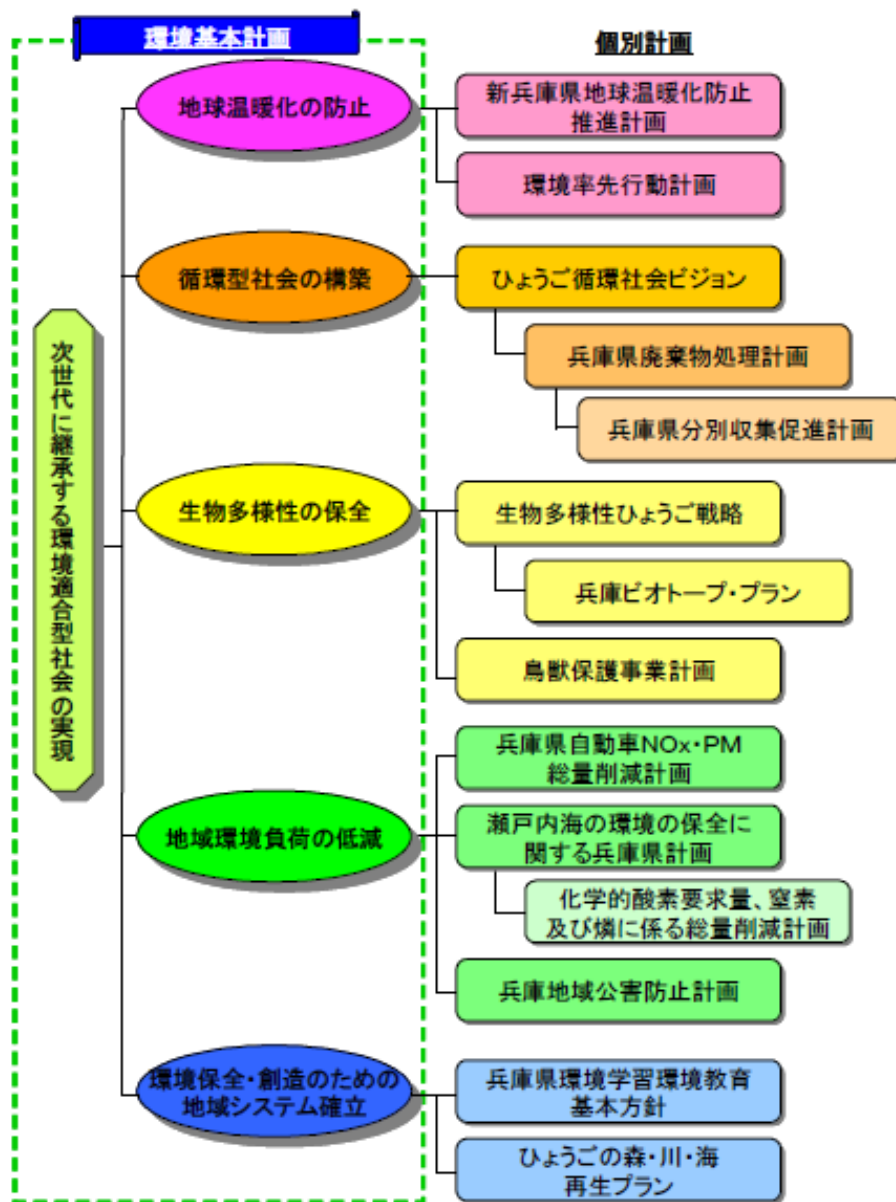 環境基本計画
個別計画
次世代に継承する環境適合型社会の実現
地球温暖化の防止
新兵庫県地球温暖化防止
推進計画
環境率先行動計画
循環型社会の構築
ひょうご循環社会ビジョン
兵庫県廃棄物処理計画
兵庫県分別収集促進計画
生物多様性の保全
生物多様性ひょうご戦略
兵庫ビオトープ・プラン
鳥獣保護事業計画
地域環境負荷の低減
兵庫県自動車NOx・PM
総量削減計画
瀬戸内海の環境の保全に
関する兵庫県計画
化学的酸素要求量、窒素
及び燐に係る総量削減計画
兵庫地域公害防止計画
環境保全・創造のための
地域システム確立
兵庫県環境学習環境教育
基本方針
ひょうごの森・川・海
再生プラン